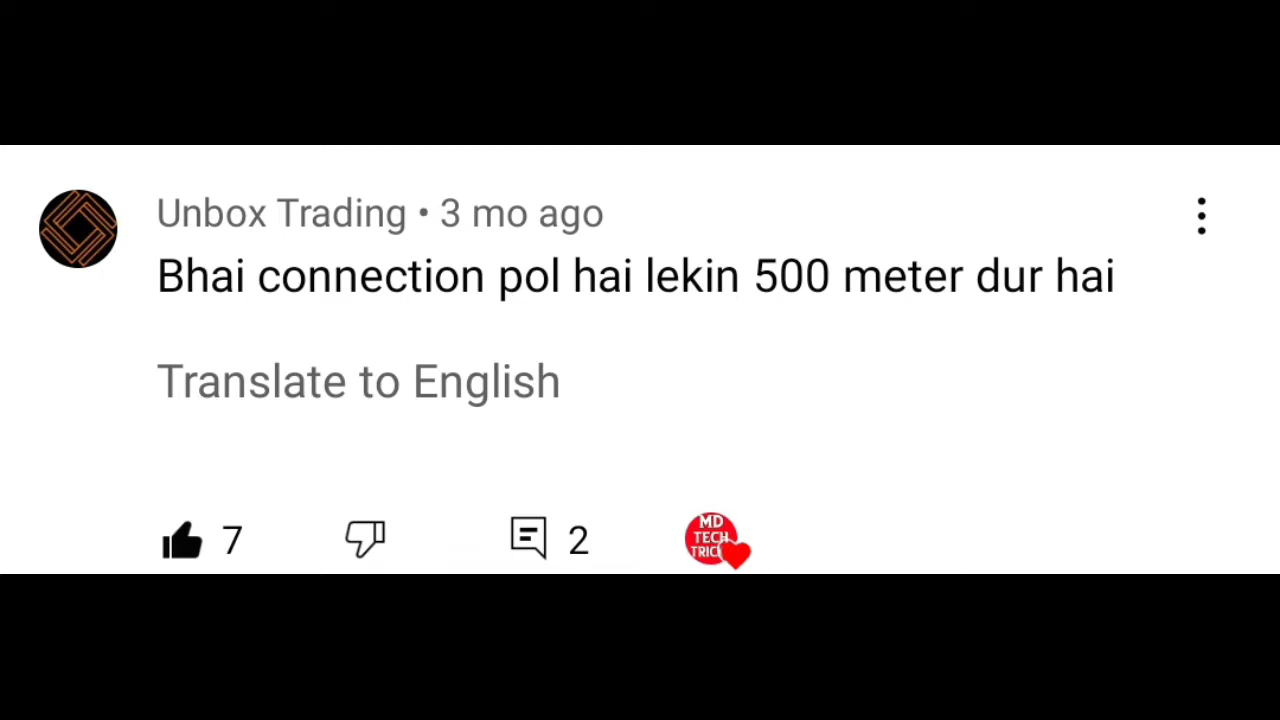 Unbox Trading • 3 mo ago
Bhai connection pol hai lekin 500 meter dur hai
Translate to English
7 2
MD
TECH